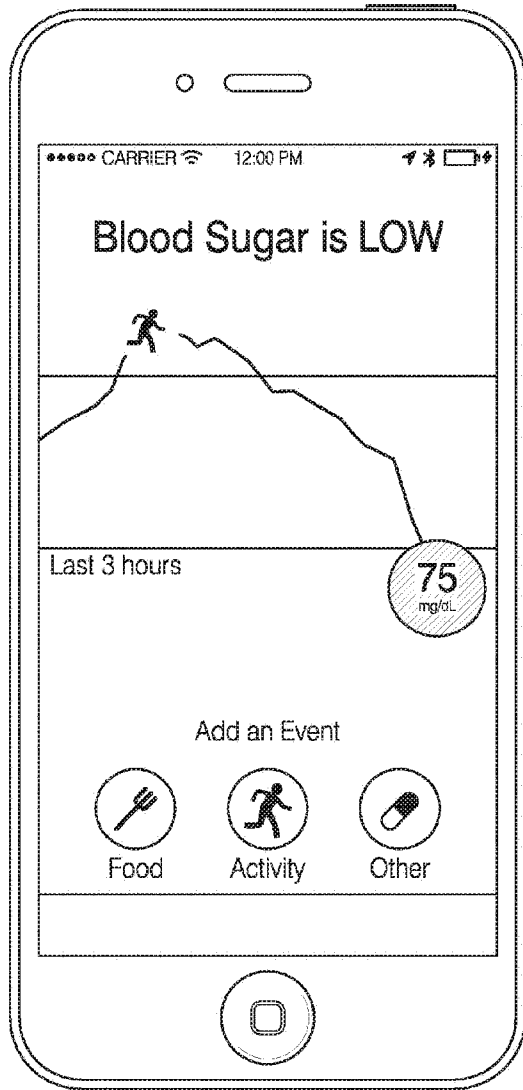 CARRIER 12:00 PM
Blood Sugar is LOW
Last 3 hours
75
mg/dL
Add an Event
Food Activity Other